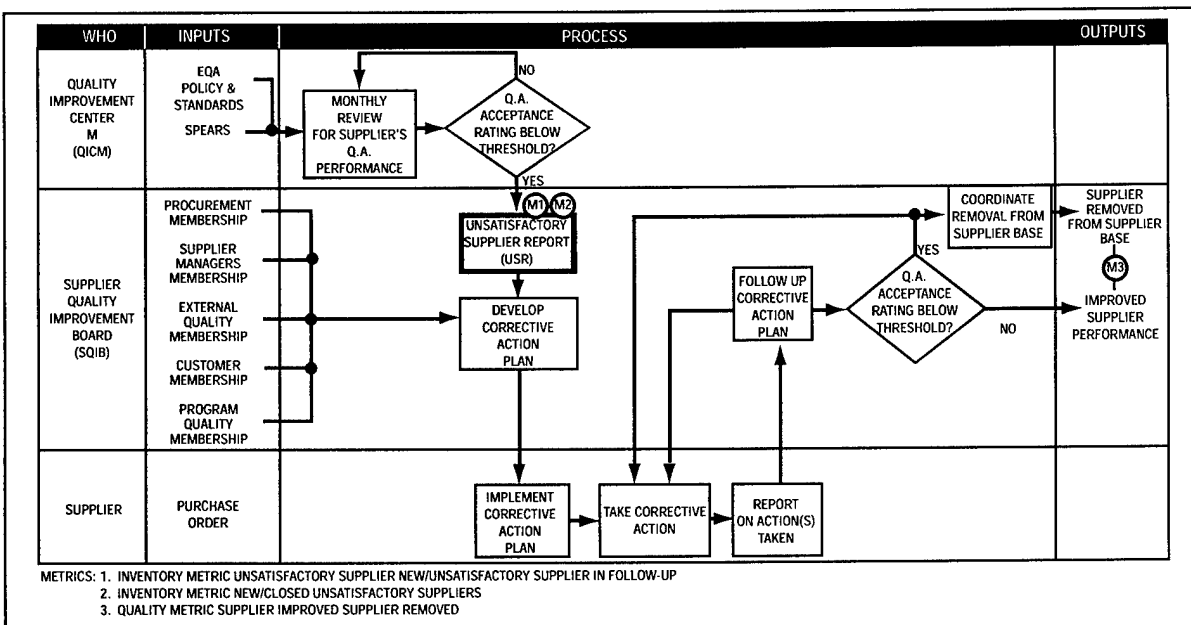 WHO
INPUTS
PROCESS
OUTPUTS
QUALITY
IMPROVEMENT
CENTER
M
(QICM)
EQA
POLICY &
STANDARDS
SPEARS
MONTHLY
REVIEW
FOR SUPPLIER'S
Q.A.
PERFORMANCE
NO
Q.A.
ACCEPTANCE
RATING BELOW
THRESHOLD?
YES
SUPPLIER
QUALITY
IMPROVEMENT
BOARD
(SQIB)
PROCUREMENT
MEMBERSHIP
SUPPLIER
MANAGERS
MEMBERSHIP
EXTERNAL
QUALITY
MEMBERSHIP
CUSTOMER
MEMBERSHIP
PROGRAM
QUALITY
MEMBERSHIP
M1 M2
UNSATISFACTORY
SUPPLIER REPORT
(USR)
DEVELOP
CORRECTIVE
ACTION
PLAN
FOLLOW UP
CORRECTIVE
ACTION
PLAN
COORDINATE
REMOVAL FROM
SUPPLIER BASE
YES
Q.A.
ACCEPTANCE
RATING BELOW
THRESHOLD?
NO
SUPPLIER
REMOVED
FROM SUPPLIER
BASE
M3
IMPROVED
SUPPLIER
PERFORMANCE
SUPPLIER
PURCHASE
ORDER
IMPLEMENT
CORRECTIVE
ACTION
PLAN
TAKE CORRECTIVE
ACTION
REPORT
ON ACTION(S)
TAKEN
METRICS: 1. INVENTORY METRIC UNSATISFACTORY SUPPLIER NEW/UNSATISFACTORY SUPPLIER IN FOLLOW-UP
2. INVENTORY METRIC NEW/CLOSED UNSATISFACTORY SUPPLIERS
3. QUALITY METRIC SUPPLIER IMPROVED SUPPLIER REMOVED